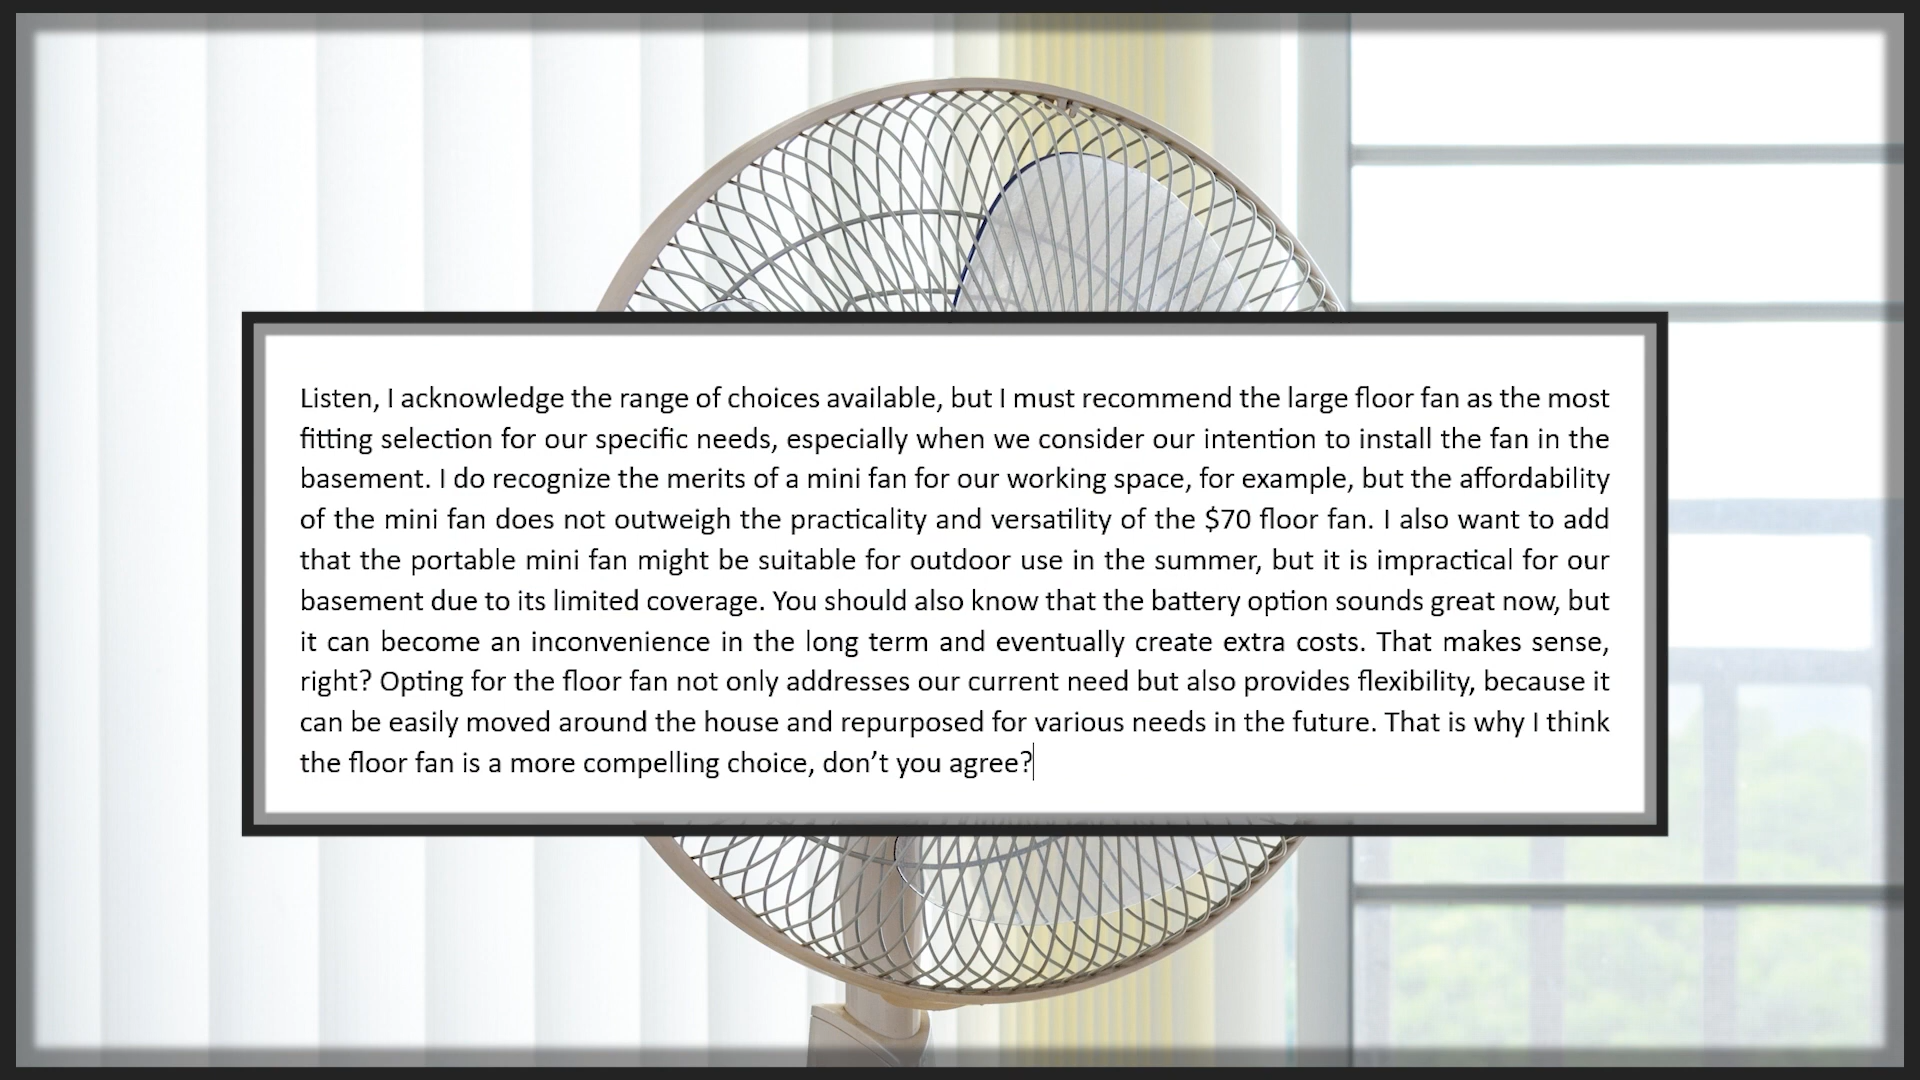 Listen, I acknowledge the range of choices available, but I must recommend the large floor fan as the most
fitting selection for our specific needs, especially when we consider our intention to install the fan in the
basement. I do recognize the merits of a mini fan for our working space, for example, but the affordability
of the mini fan does not outweigh the practicality and versatility of the $70 floor fan. I also want to add
that the portable mini fan might be suitable for outdoor use in the summer, but it is impractical for our
basement due to its limited coverage. You should also know that the battery option sounds great now, but
it can become an inconvenience in the long term and eventually create extra costs. That makes sense,
right? Opting for the floor fan not only addresses our current need but also provides flexibility, because it
can be easily moved around the house and repurposed for various needs in the future. That is why I think
the floor fan is a more compelling choice, don’t you agree?